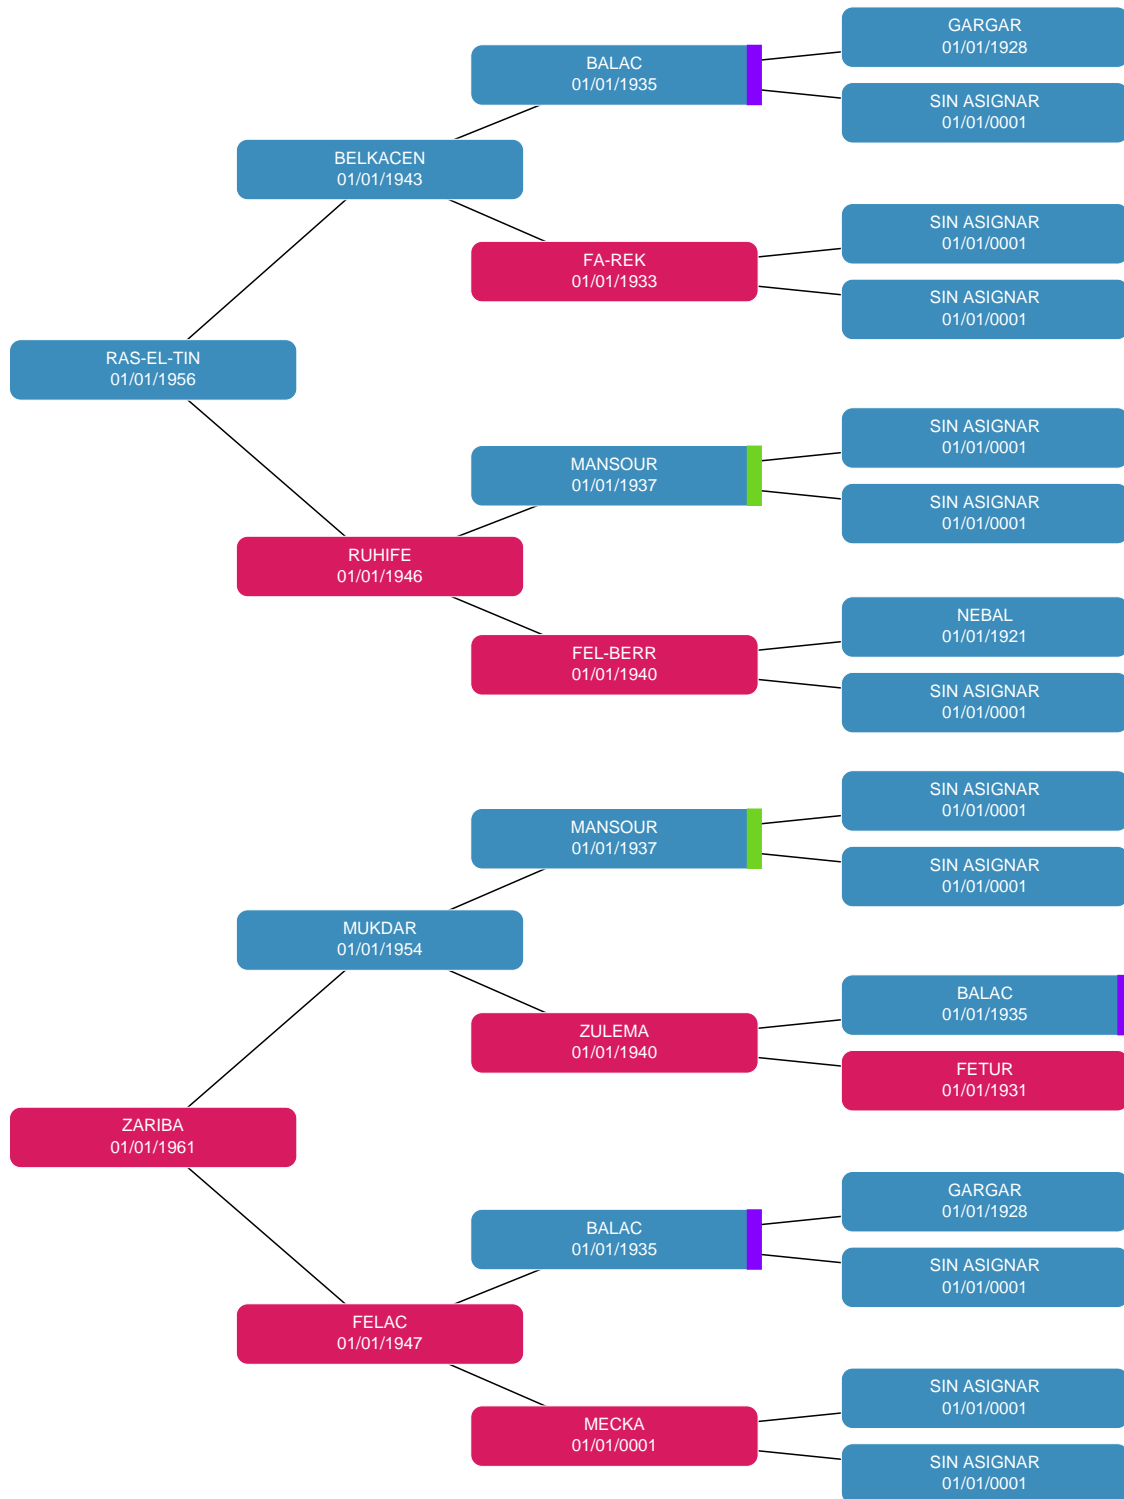 GARGAR
01/01/1928
BALAC
01/01/1935
SIN ASIGNAR
01/01/0001
BELKACEN
01/01/1943
SIN ASIGNAR
01/01/0001
FA-REK
01/01/1933
SIN ASIGNAR
01/01/0001
RAS-EL-TIN
01/01/1956
SIN ASIGNAR
01/01/0001
MANSOUR
01/01/1937
SIN ASIGNAR
01/01/0001
RUHIFE
01/01/1946
NEBAL
01/01/1921
FEL-BERR
01/01/1940
SIN ASIGNAR
01/01/0001
SIN ASIGNAR
01/01/0001
MANSOUR
01/01/1937
SIN ASIGNAR
01/01/0001
MUKDAR
01/01/1954
BALAC
01/01/1935
ZULEMA
01/01/1940
FETUR
01/01/1931
ZARIBA
01/01/1961
GARGAR
01/01/1928
BALAC
01/01/1935
SIN ASIGNAR
01/01/0001
FELAC
01/01/1947
SIN ASIGNAR
01/01/0001
MECKA
01/01/0001
SIN ASIGNAR
01/01/0001